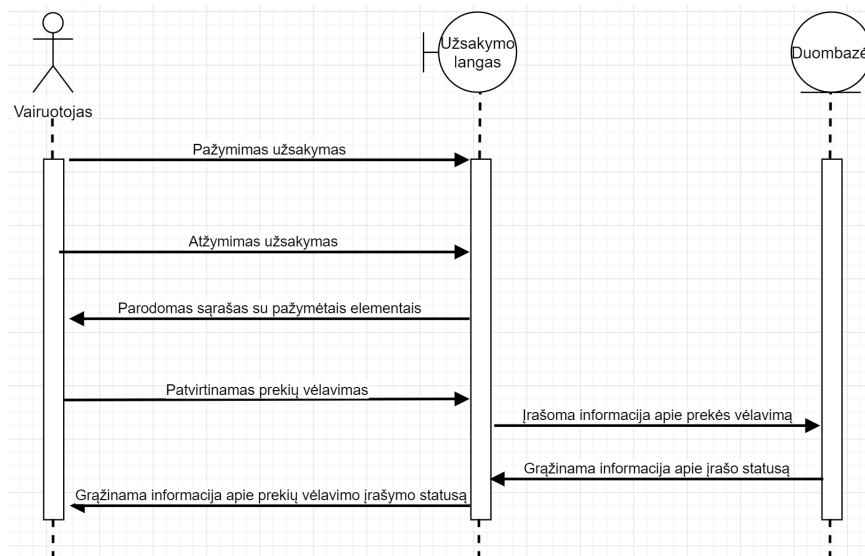 Užsakymo
langas
Duombazė
Vairuotojas
Pažymimas užsakymas
Atžymimas užsakymas
Parodomas sąrašas su pažymėtais elementais
Patvirtinamas prekių vėlavimas
Įrašoma informacija apie prekės vėlavimą
Grąžinama informacija apie įrašo statusą
Grąžinama informacija apie prekių vėlavimo įrašymo statusą